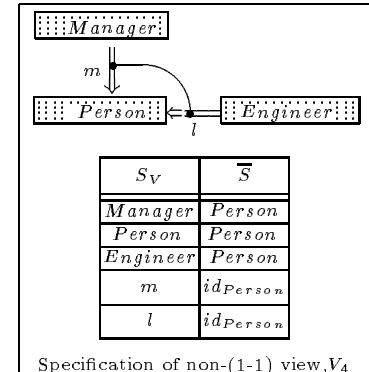 Manager
m
Person
Engineer
l
S_V S̅
Manager Person
Person Person
Engineer Person
m id_Person
l id_Person
Specification of non-(1-1) view,V_4